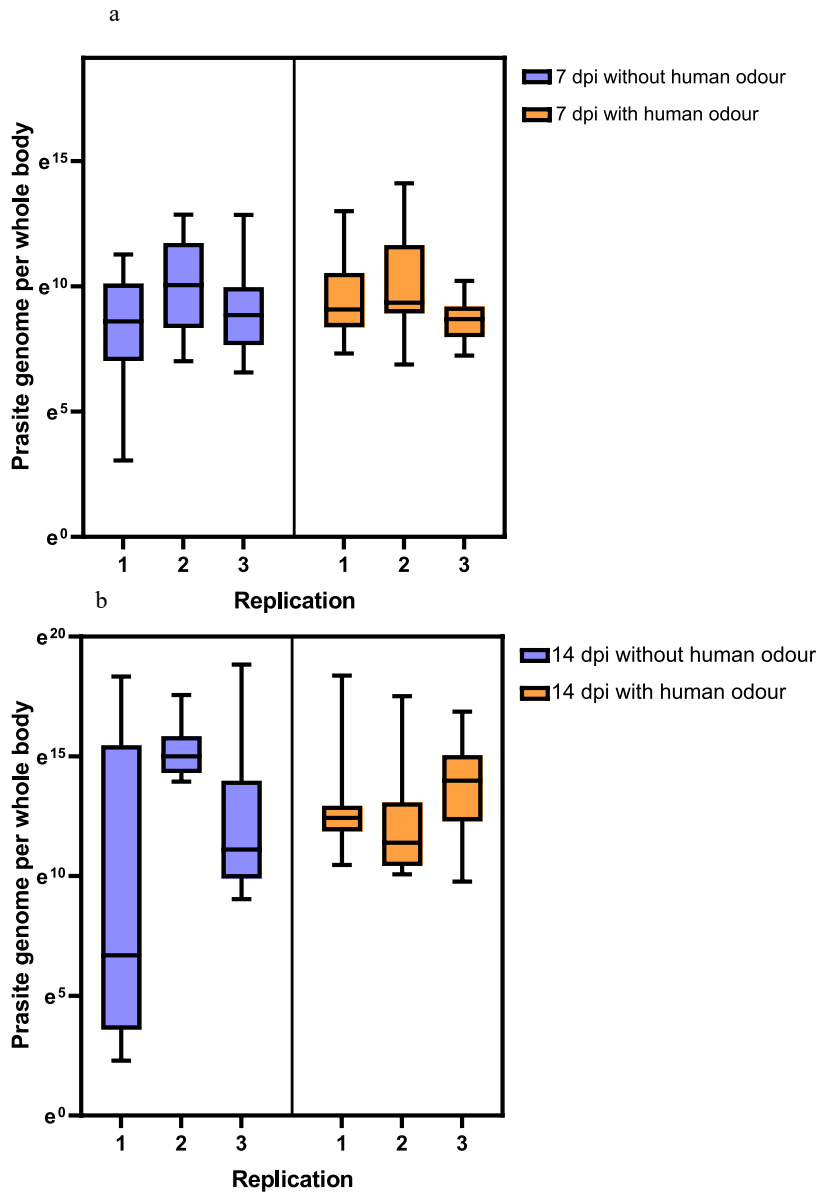 a
7 dpi without human odour
7 dpi with human odour
Prasite genome per whole body
e15
e10
e5
e0
1 2 3 1 2 3
Replication
b
14 dpi without human odour
14 dpi with human odour
Prasite genome per whole body
e20
e15
e10
e5
e0
1 2 3 1 2 3
Replication